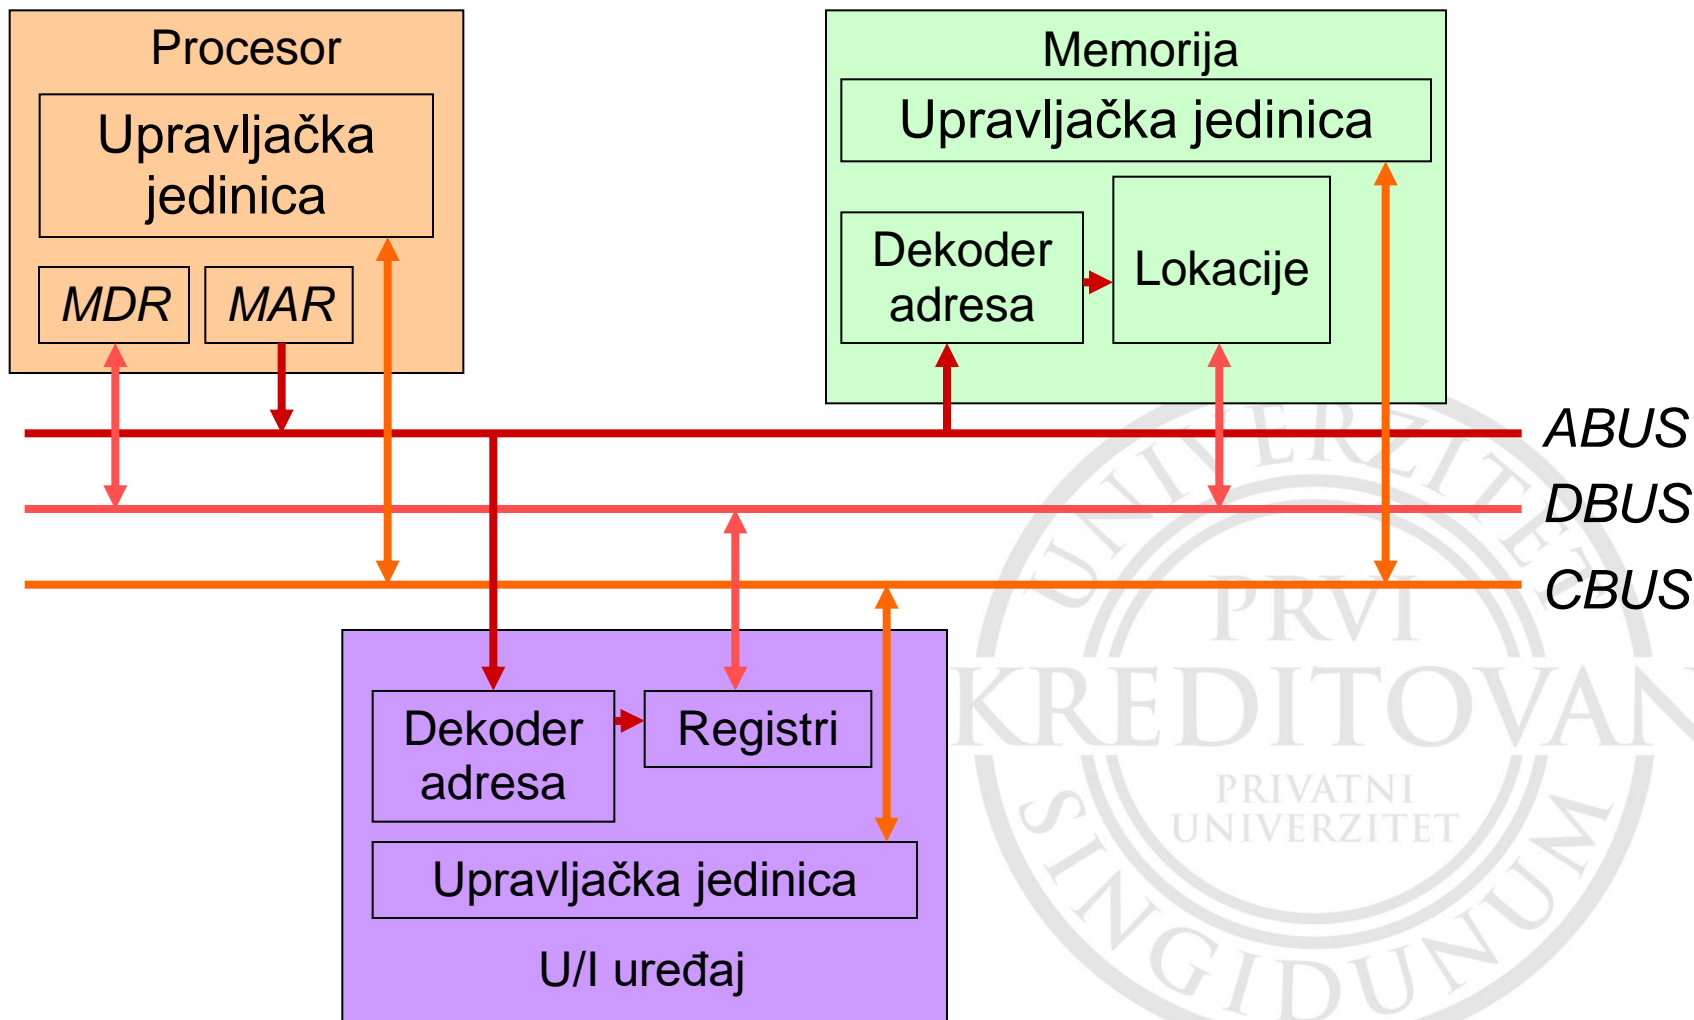 Procesor
Upravljačka
jedinica
MDR
MAR
Memorija
Upravljačka jedinica
Dekoder
adresa
Lokacije
ABUS
DBUS
CBUS
Dekoder
adresa
Registri
Upravljačka jedinica
U/I uređaj
UNIVERZITET
PRVI
KREDITOVAN
PRIVATNI
UNIVERZITET
SINGIDUNUM